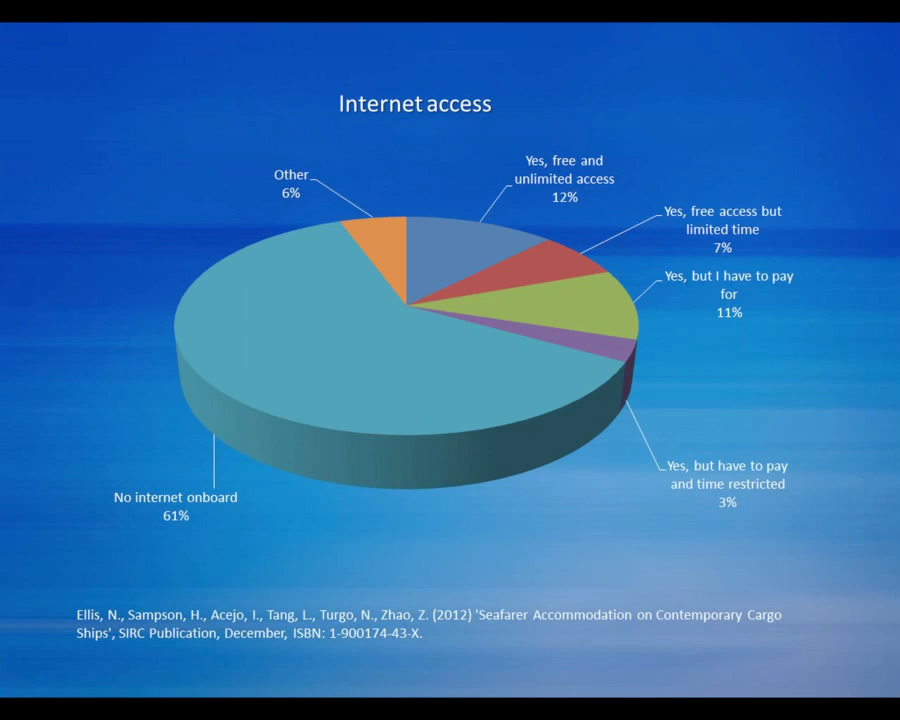 Internet access
Other
6%
Yes, free and
unlimited access
12%
Yes, free access but
limited time
7%
Yes, but I have to pay
for
11%
Yes, but have to pay
and time restricted
3%
No internet onboard
61%
Ellis, N., Sampson, H., Acejo, I., Tang, L., Turgo, N., Zhao, Z. (2012) 'Seafarer Accommodation on Contemporary Cargo
Ships', SIRC Publication, December, ISBN: 1-900174-43-X.